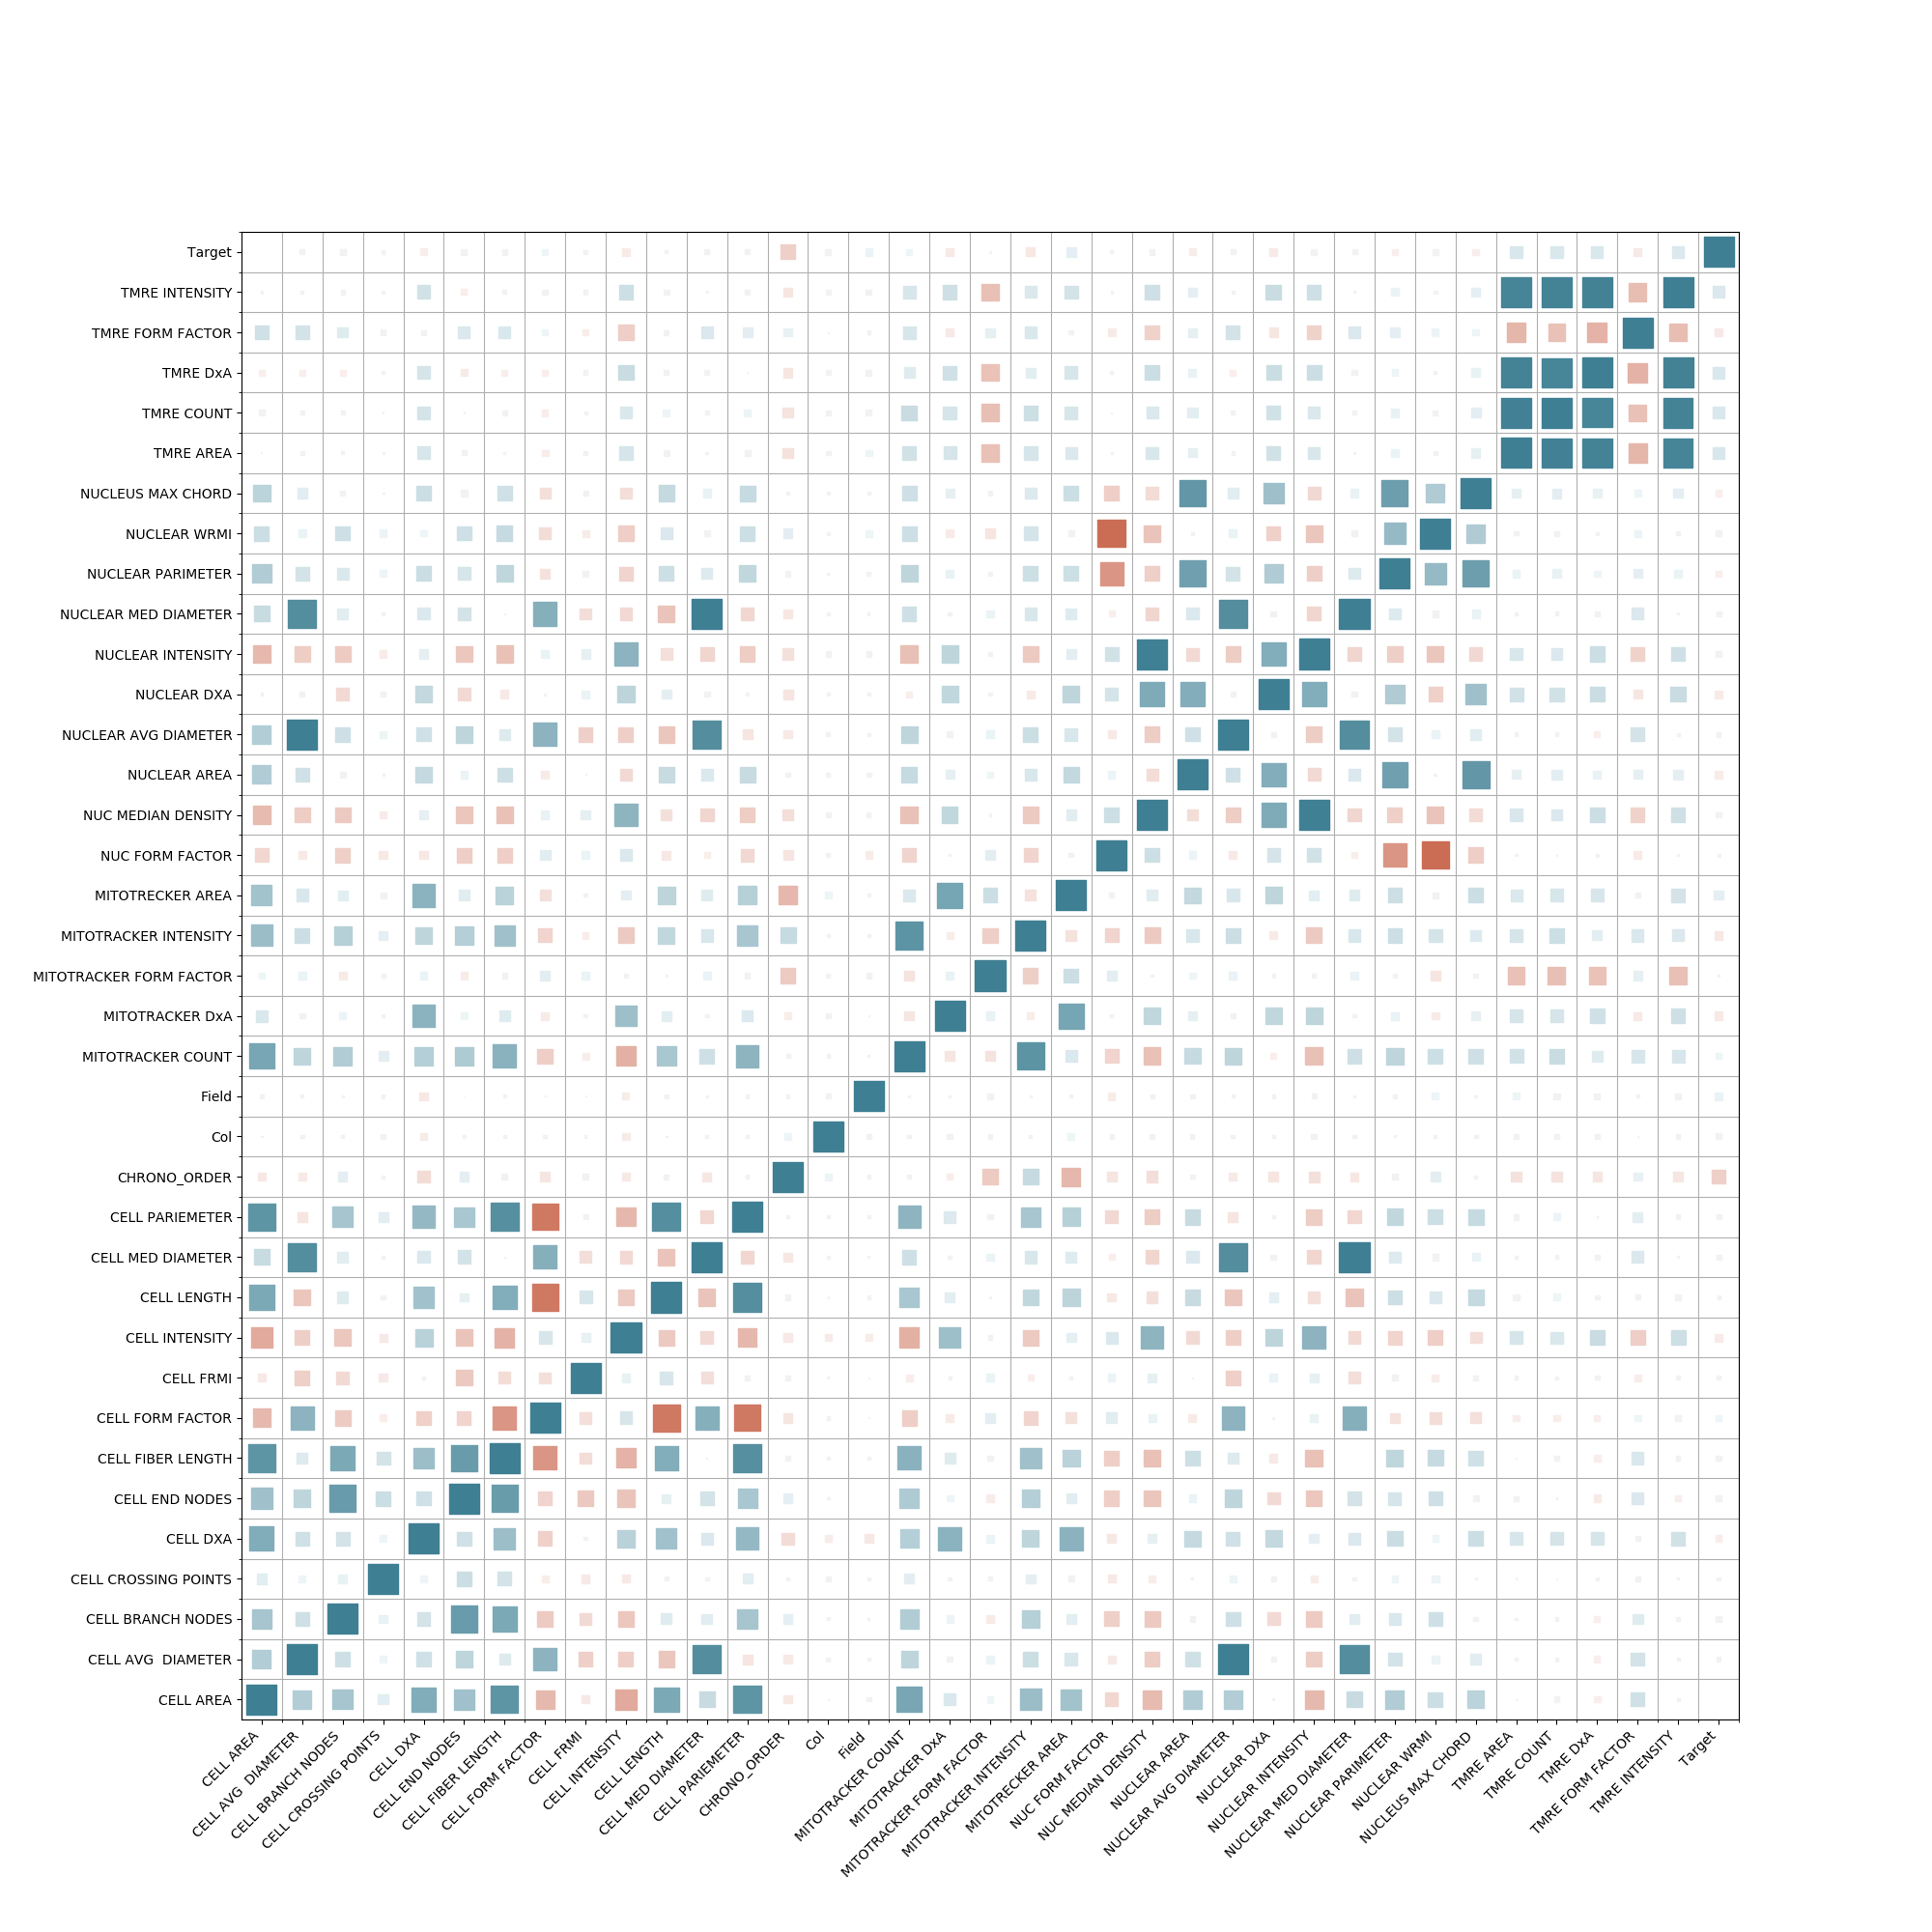 Target
TMRE INTENSITY
TMRE FORM FACTOR
TMRE DxA
TMRE COUNT
TMRE AREA
NUCLEUS MAX CHORD
NUCLEAR WRMI
NUCLEAR PARIMETER
NUCLEAR MED DIAMETER
NUCLEAR INTENSITY
NUCLEAR DXA
NUCLEAR AVG DIAMETER
NUCLEAR AREA
NUC MEDIAN DENSITY
NUC FORM FACTOR
MITOTRECKER AREA
MITOTRACKER INTENSITY
MITOTRACKER FORM FACTOR
MITOTRACKER DxA
MITOTRACKER COUNT
Field
Col
CHRONO_ORDER
CELL PARIEMETER
CELL MED DIAMETER
CELL LENGTH
CELL INTENSITY
CELL FRMI
CELL FORM FACTOR
CELL FIBER LENGTH
CELL END NODES
CELL DXA
CELL CROSSING POINTS
CELL BRANCH NODES
CELL AVG  DIAMETER
CELL AREA
CELL AREA
CELL AVG  DIAMETER
CELL BRANCH NODES
CELL CROSSING POINTS
CELL DXA
CELL END NODES
CELL FIBER LENGTH
CELL FORM FACTOR
CELL FRMI
CELL INTENSITY
CELL LENGTH
CELL MED DIAMETER
CELL PARIEMETER
CHRONO_ORDER
Col
Field
MITOTRACKER COUNT
MITOTRACKER DxA
MITOTRACKER FORM FACTOR
MITOTRACKER INTENSITY
MITOTRECKER AREA
NUC FORM FACTOR
NUC MEDIAN DENSITY
NUCLEAR AREA
NUCLEAR AVG DIAMETER
NUCLEAR DXA
NUCLEAR INTENSITY
NUCLEAR MED DIAMETER
NUCLEAR PARIMETER
NUCLEAR WRMI
NUCLEUS MAX CHORD
TMRE AREA
TMRE COUNT
TMRE DXA
TMRE FORM FACTOR
TMRE INTENSITY
Target